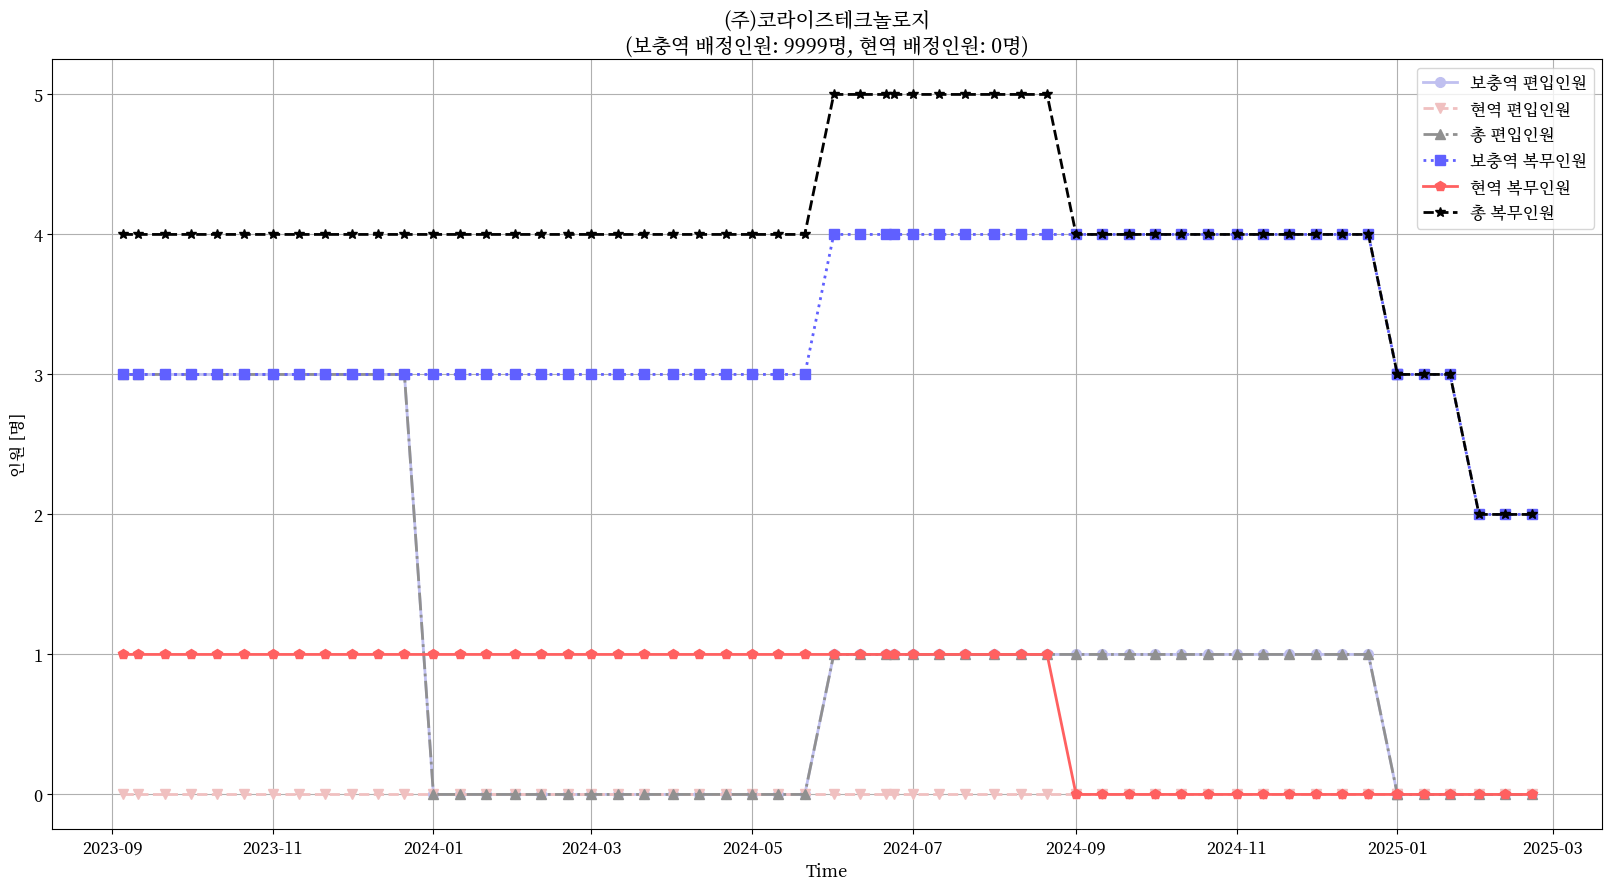 (주)코라이즈테크놀로지
(보충역 배정인원: 9999명, 현역 배정인원: 0명)
보충역 편입인원
현역 편입인원
총 편입인원
보충역 복무인원
현역 복무인원
총 복무인원
5
4
3
2
1
0
인원 [명]
2023-09
2023-11
2024-01
2024-03
2024-05
2024-07
2024-09
2024-11
2025-01
2025-03
Time